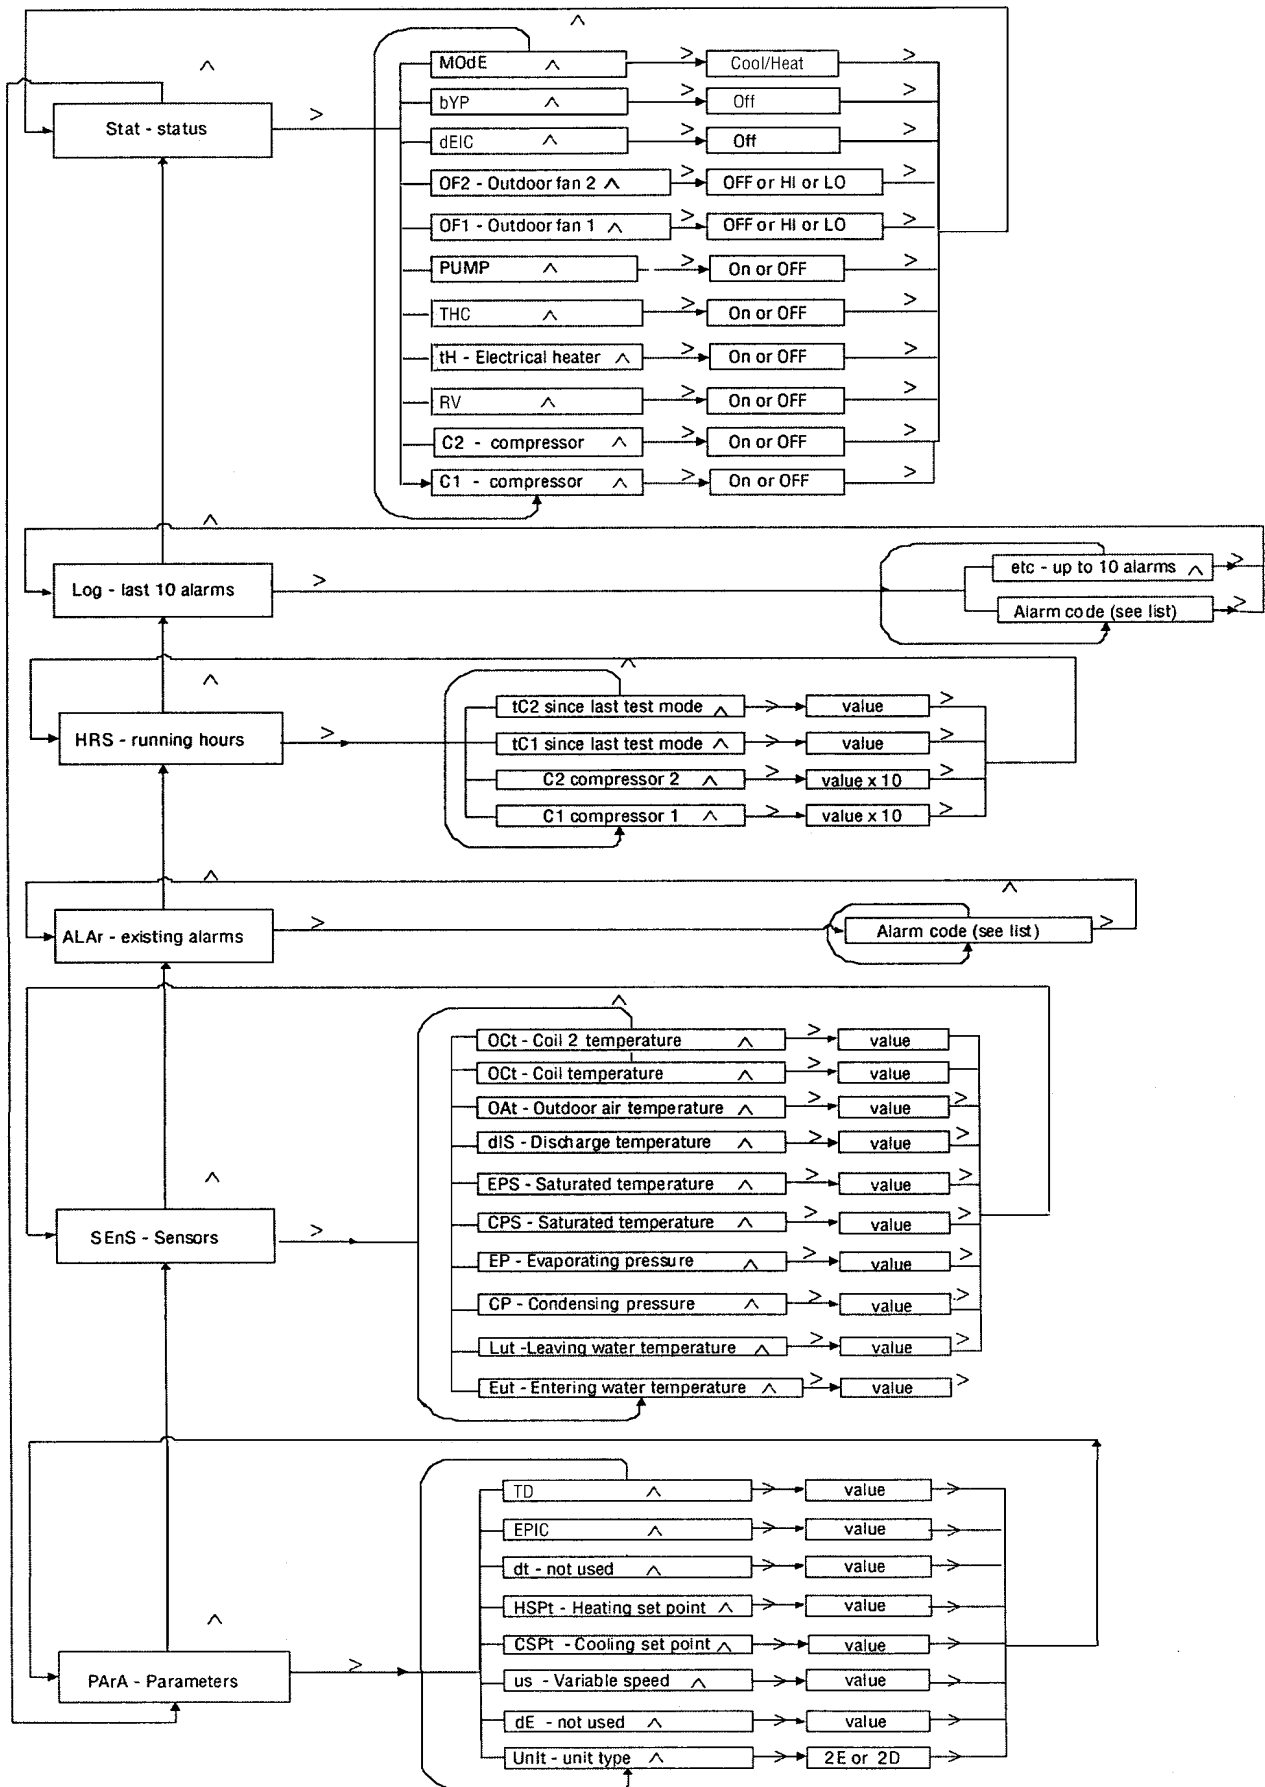 MOdE ^ > Cool/Heat >
bYP ^ > Off >
Stat - status >
dEIC ^ > Off >
OF2 - Outdoor fan 2 ^ > OFF or HI or LO >
OF1 - Outdoor fan 1 ^ > OFF or HI or LO >
PUMP ^ > On or OFF >
THC ^ > On or OFF >
tH - Electrical heater ^ > On or OFF >
RV ^ > On or OFF >
C2 - compressor ^ > On or OFF >
C1 - compressor ^ > On or OFF >
Log - last 10 alarms >
etc - up to 10 alarms ^ >
Alarm code (see list) >
HRS - running hours >
tC2 since last test mode ^ > value >
tC1 since last test mode ^ > value >
C2 compressor 2 ^ > value x 10 >
C1 compressor 1 ^ > value x 10 >
ALAr - existing alarms >
Alarm code (see list) >
SEnS - Sensors >
OCt - Coil 2 temperature ^ > value
OCt - Coil temperature ^ > value
OAt - Outdoor air temperature ^ > value >
dIS - Discharge temperature ^ > value >
EPS - Saturated temperature ^ > value >
CPS - Saturated temperature ^ > value >
EP - Evaporating pressure ^ > value >
CP - Condensing pressure ^ > value >
Lut -Leaving water temperature ^ > value >
Eut - Entering water temperature ^ > value >
PArA - Parameters >
TD ^ > value >
EPIC ^ > value >
dt - not used ^ > value >
HSPt - Heating set point ^ > value >
CSPt - Cooling set point ^ > value >
us - Variable speed ^ > value >
dE - not used ^ > value >
UnIt - unit type ^ > 2E or 2D >